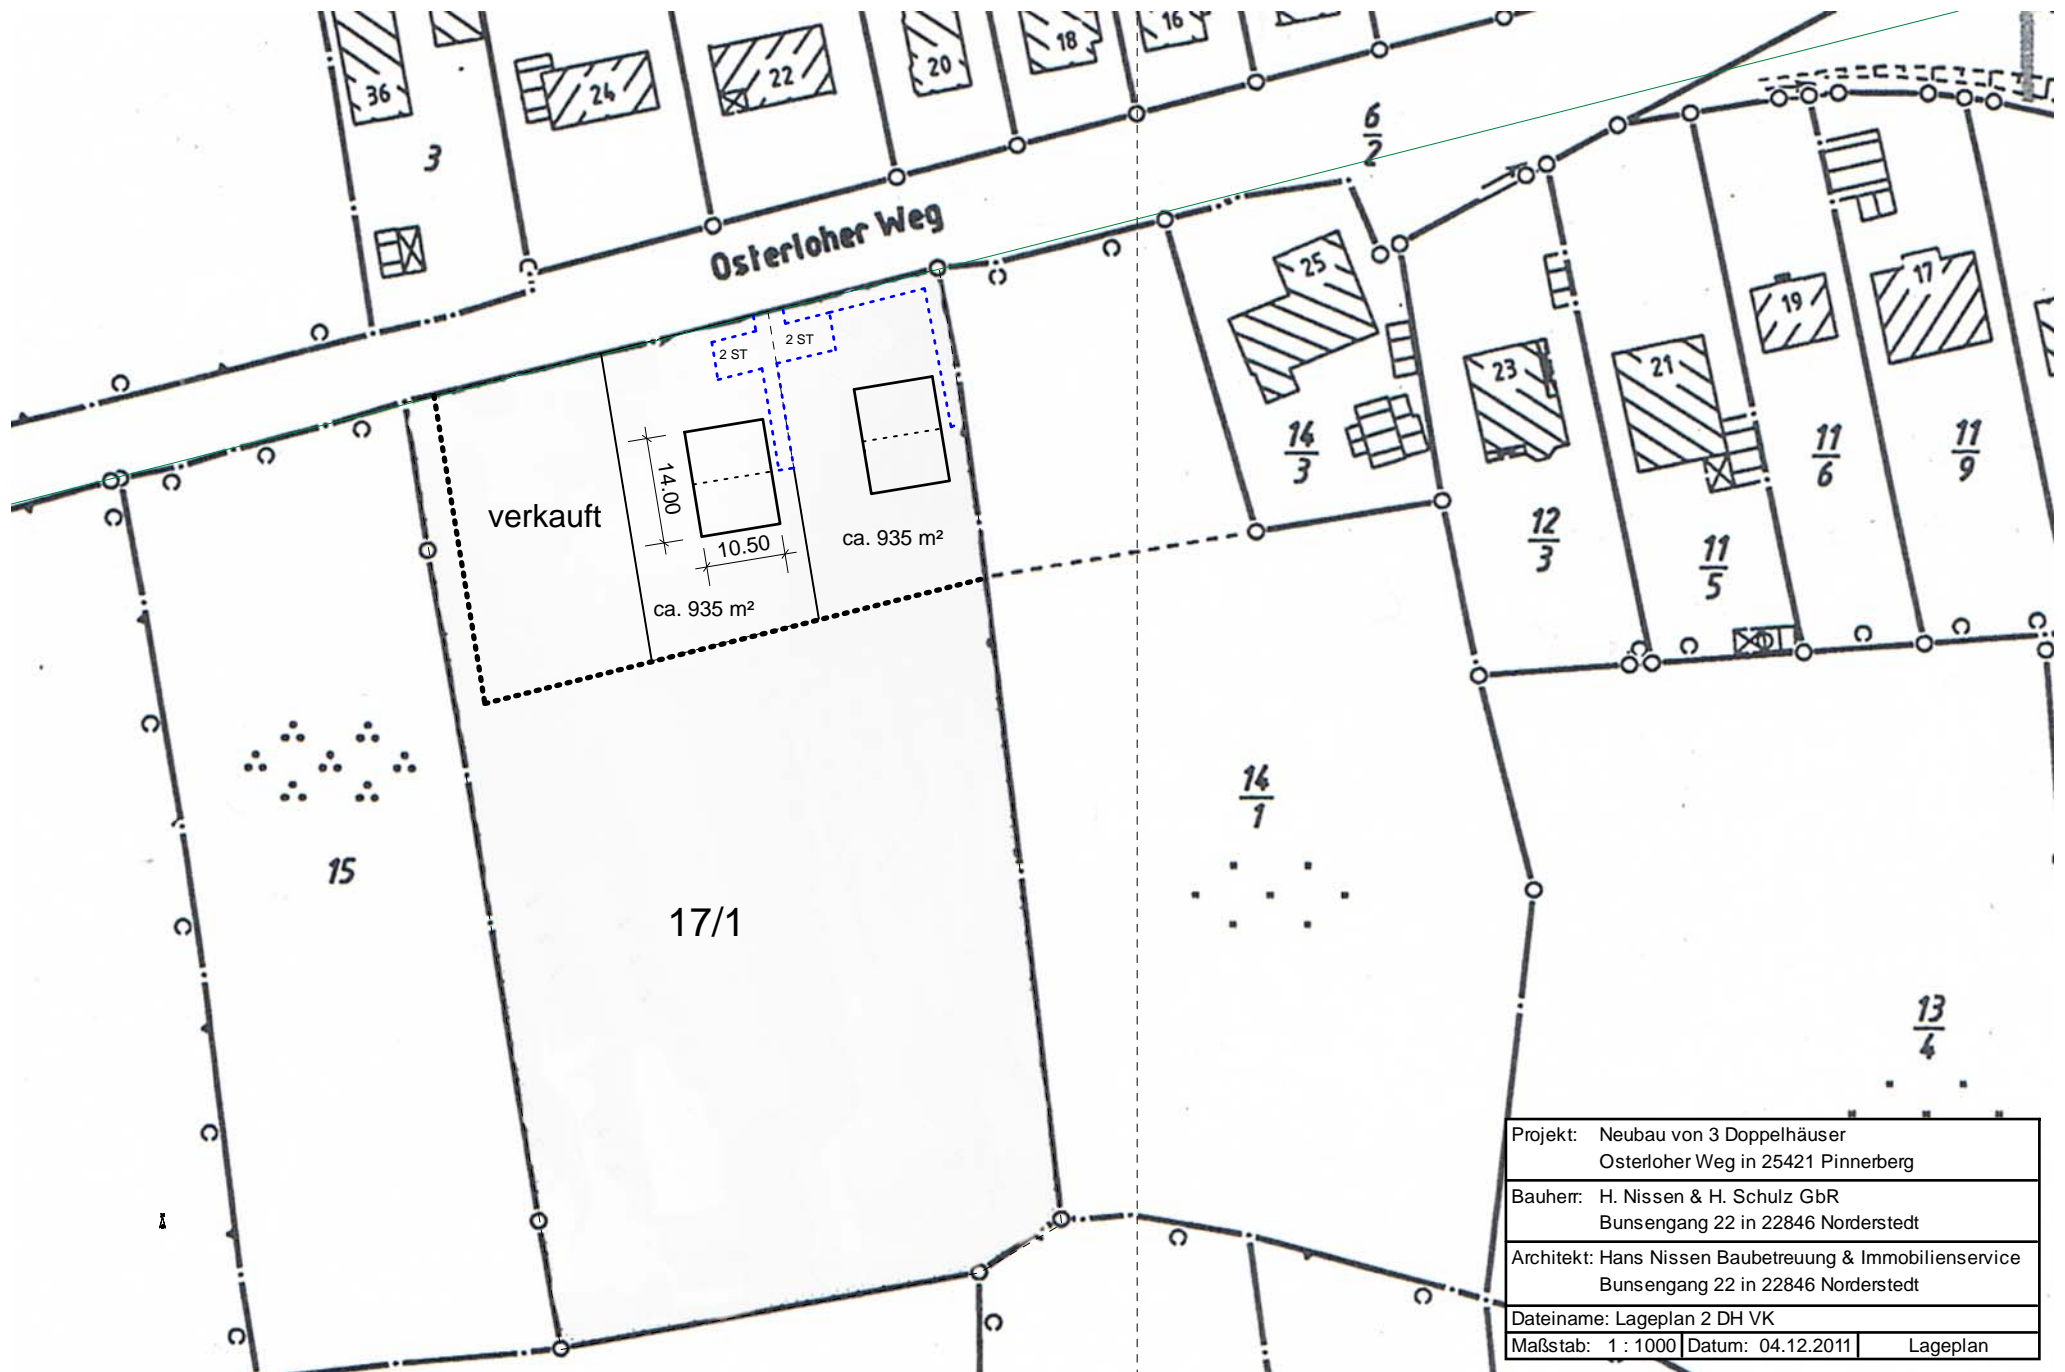 36
24
22
20
18
16
3
6
2
Osterloher Weg
25
23
21
19
17
2 ST
2 ST
14
3
11
6
11
9
12
3
11
5
verkauft
14.00
10.50
ca. 935 m²
ca. 935 m²
14
1
15
17/1
13
4
Projekt: Neubau von 3 Doppelhäuser
Osterloher Weg in 25421 Pinnerberg
Bauherr: H. Nissen & H. Schulz GbR
Bunsengang 22 in 22846 Norderstedt
Architekt: Hans Nissen Baubetreuung & Immobilienservice
Bunsengang 22 in 22846 Norderstedt
Dateiname: Lageplan 2 DH VK
Maßstab: 1 : 1000 Datum: 04.12.2011 Lageplan